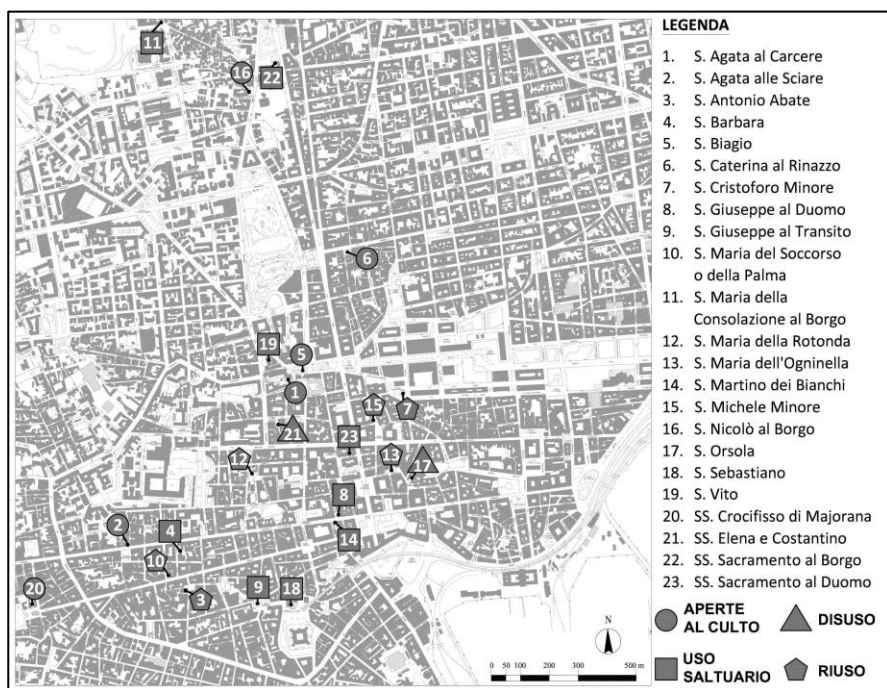 LEGENDA
1. S. Agata al Carcere
2. S. Agata alle Sciare
3. S. Antonio Abate
4. S. Barbara
5. S. Biagio
6. S. Caterina al Rinazzo
7. S. Cristoforo Minore
8. S. Giuseppe al Duomo
9. S. Giuseppe al Transito
10. S. Maria del Soccorso
o della Palma
11. S. Maria della
Consolazione al Borgo
12. S. Maria della Rotonda
13. S. Maria dell'Ogninella
14. S. Martino dei Bianchi
15. S. Michele Minore
16. S. Nicolò al Borgo
17. S. Orsola
18. S. Sebastiano
19. S. Vito
20. SS. Crocifisso di Majorana
21. SS. Elena e Costantino
22. SS. Sacramento al Borgo
23. SS. Sacramento al Duomo
APERTE
AL CULTO
DISUSO
USO
SALTUARIO
RIUSO
11
16
22
6
19
5
1
15
7
21
23
12
13
17
8
2
4
14
10
20
3
9
18
N
0 50 100 200 300 500 m